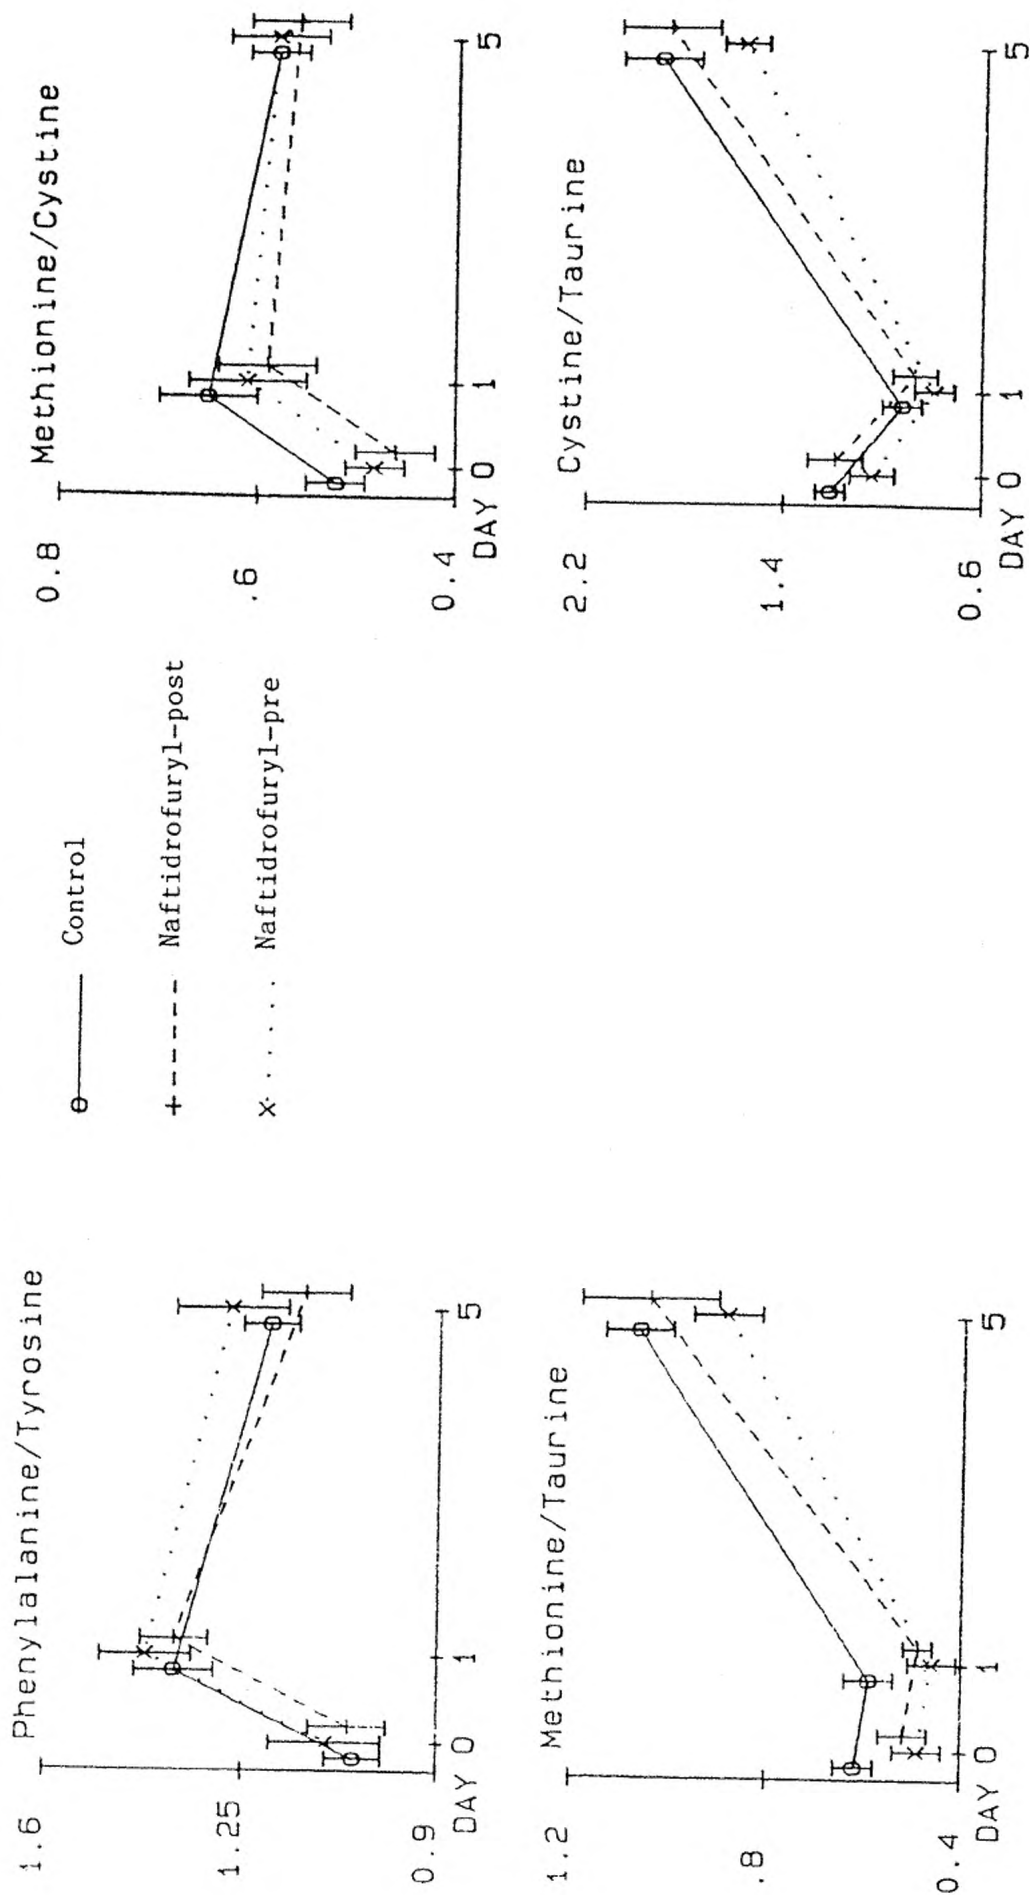 Phenylalanine/Tyrosine
1.6
1.25
0.9
DAY 0 1 5
Methionine/Cystine
0.8
.6
0.4
DAY 0 1 5
Control
Naftidrofuryl-post
Naftidrofuryl-pre
Methionine/Taurine
1.2
.8
0.4
DAY 0 1 5
Cystine/Taurine
2.2
1.4
0.6
DAY 0 1 5